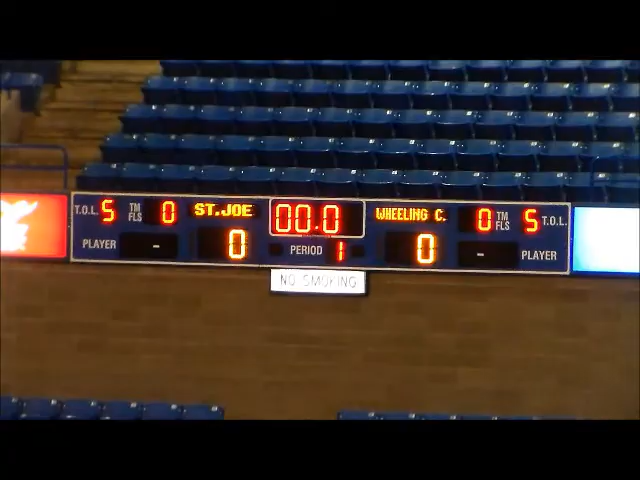 T.O.L. 5 TM FLS 0 ST.JOE 00.0 WHEELING C. 0 TM FLS 5 T.O.L.
PLAYER - 0 PERIOD 1 0 - PLAYER
NO SMOKING